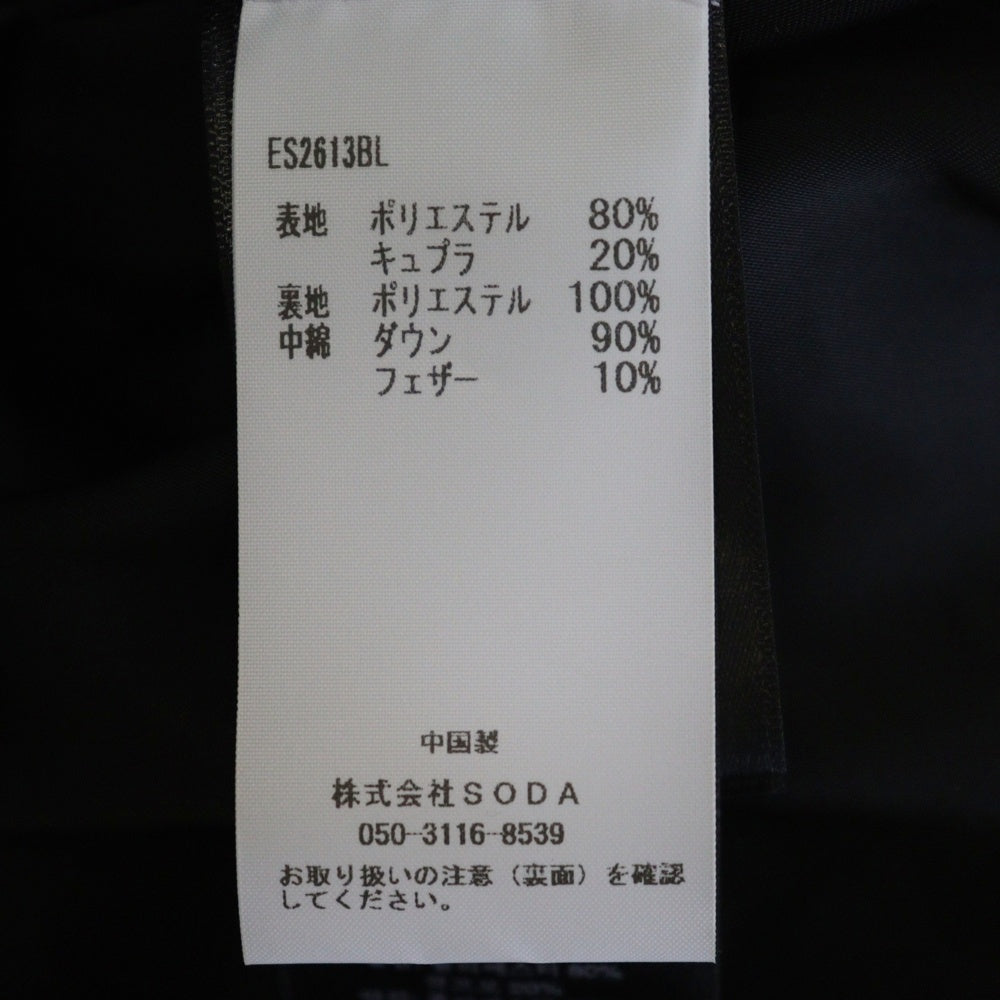 ES2613BL
表地 ポリエステル 80%
キュプラ 20%
裏地 ポリエステル 100%
中綿 ダウン 90%
フェザー 10%
中国製
株式会社SODA
050-3116-8539
お取り扱いの注意（裏面）を確認
してください。
80%
20%